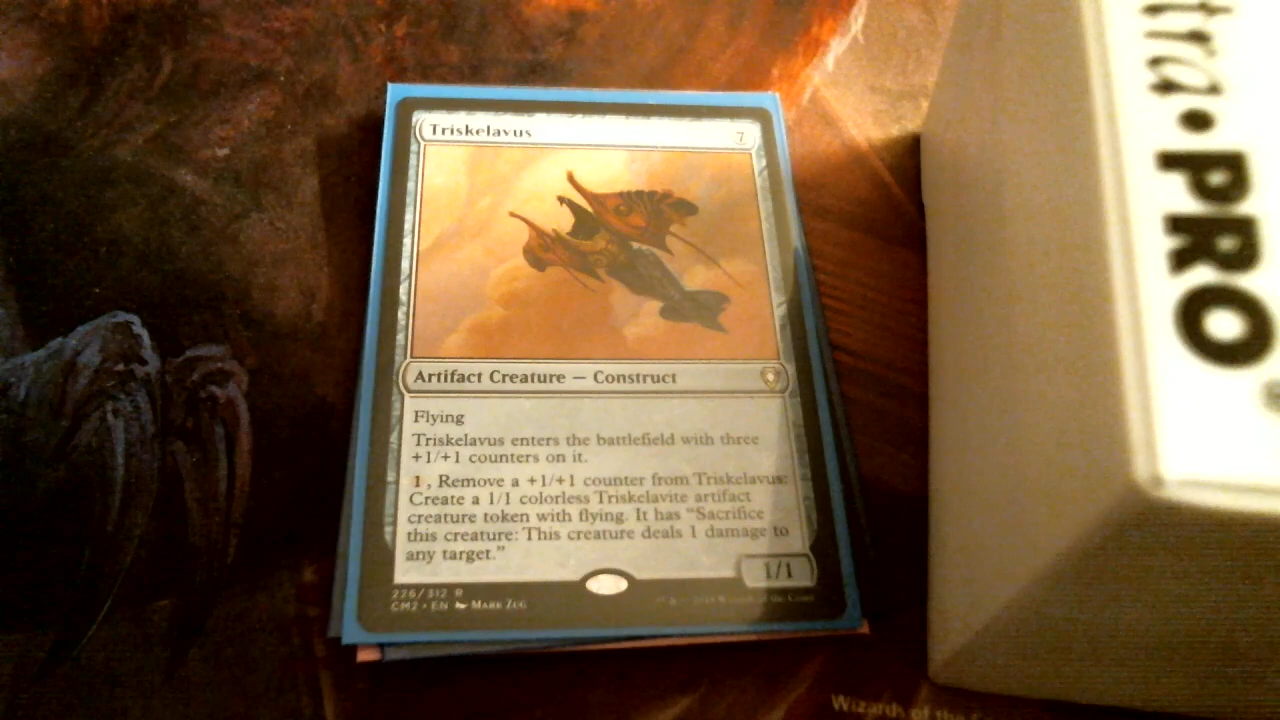 Triskelavus 7
Artifact Creature — Construct
Flying
Triskelavus enters the battlefield with three
+1/+1 counters on it.
1, Remove a +1/+1 counter from Triskelavus:
Create a 1/1 colorless Triskelavite artifact
creature token with flying. It has “Sacrifice
this creature: This creature deals 1 damage to
any target.”
1/1
226/312 R
CM2 • EN Mark Zug
Wizards of the
tra•PRO